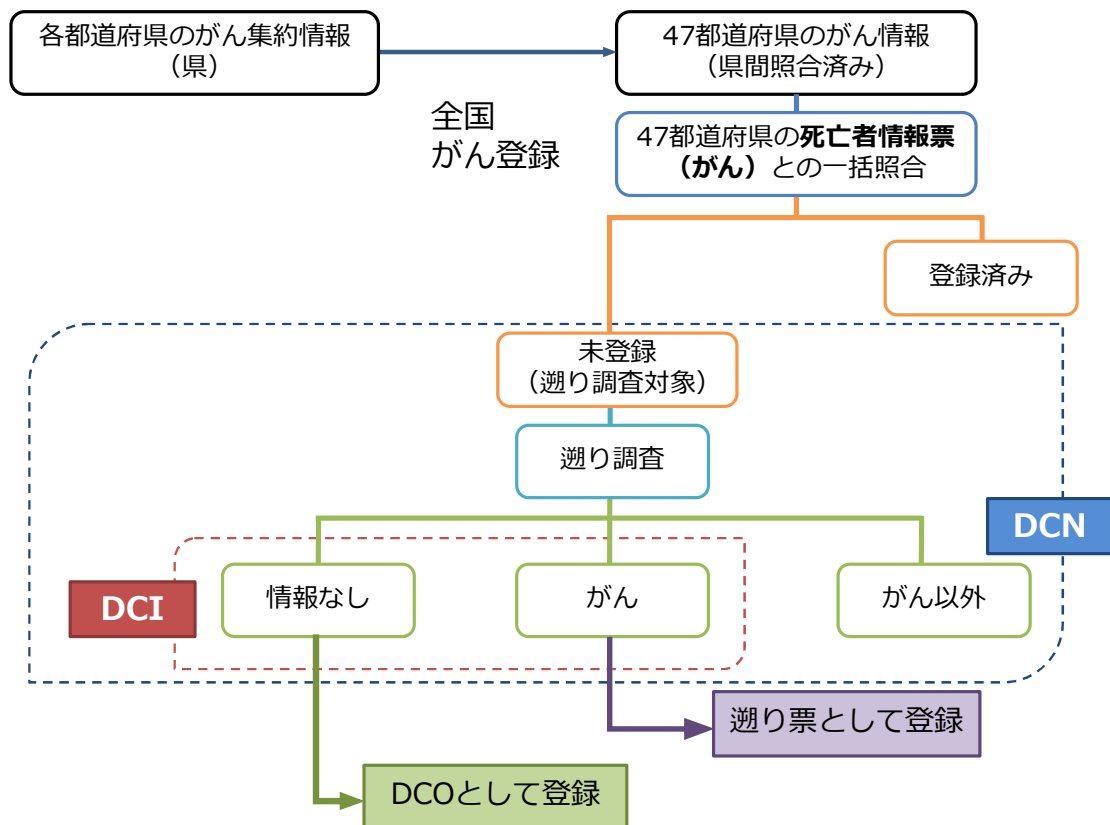 各都道府県のがん集約情報
（県）
47都道府県のがん情報
（県間照合済み）
全国
がん登録
47都道府県の死亡者情報票
（がん）との一括照合
登録済み
未登録
（遡り調査対象）
遡り調査
DCN
DCI
情報なし
がん
がん以外
遡り票として登録
DCOとして登録